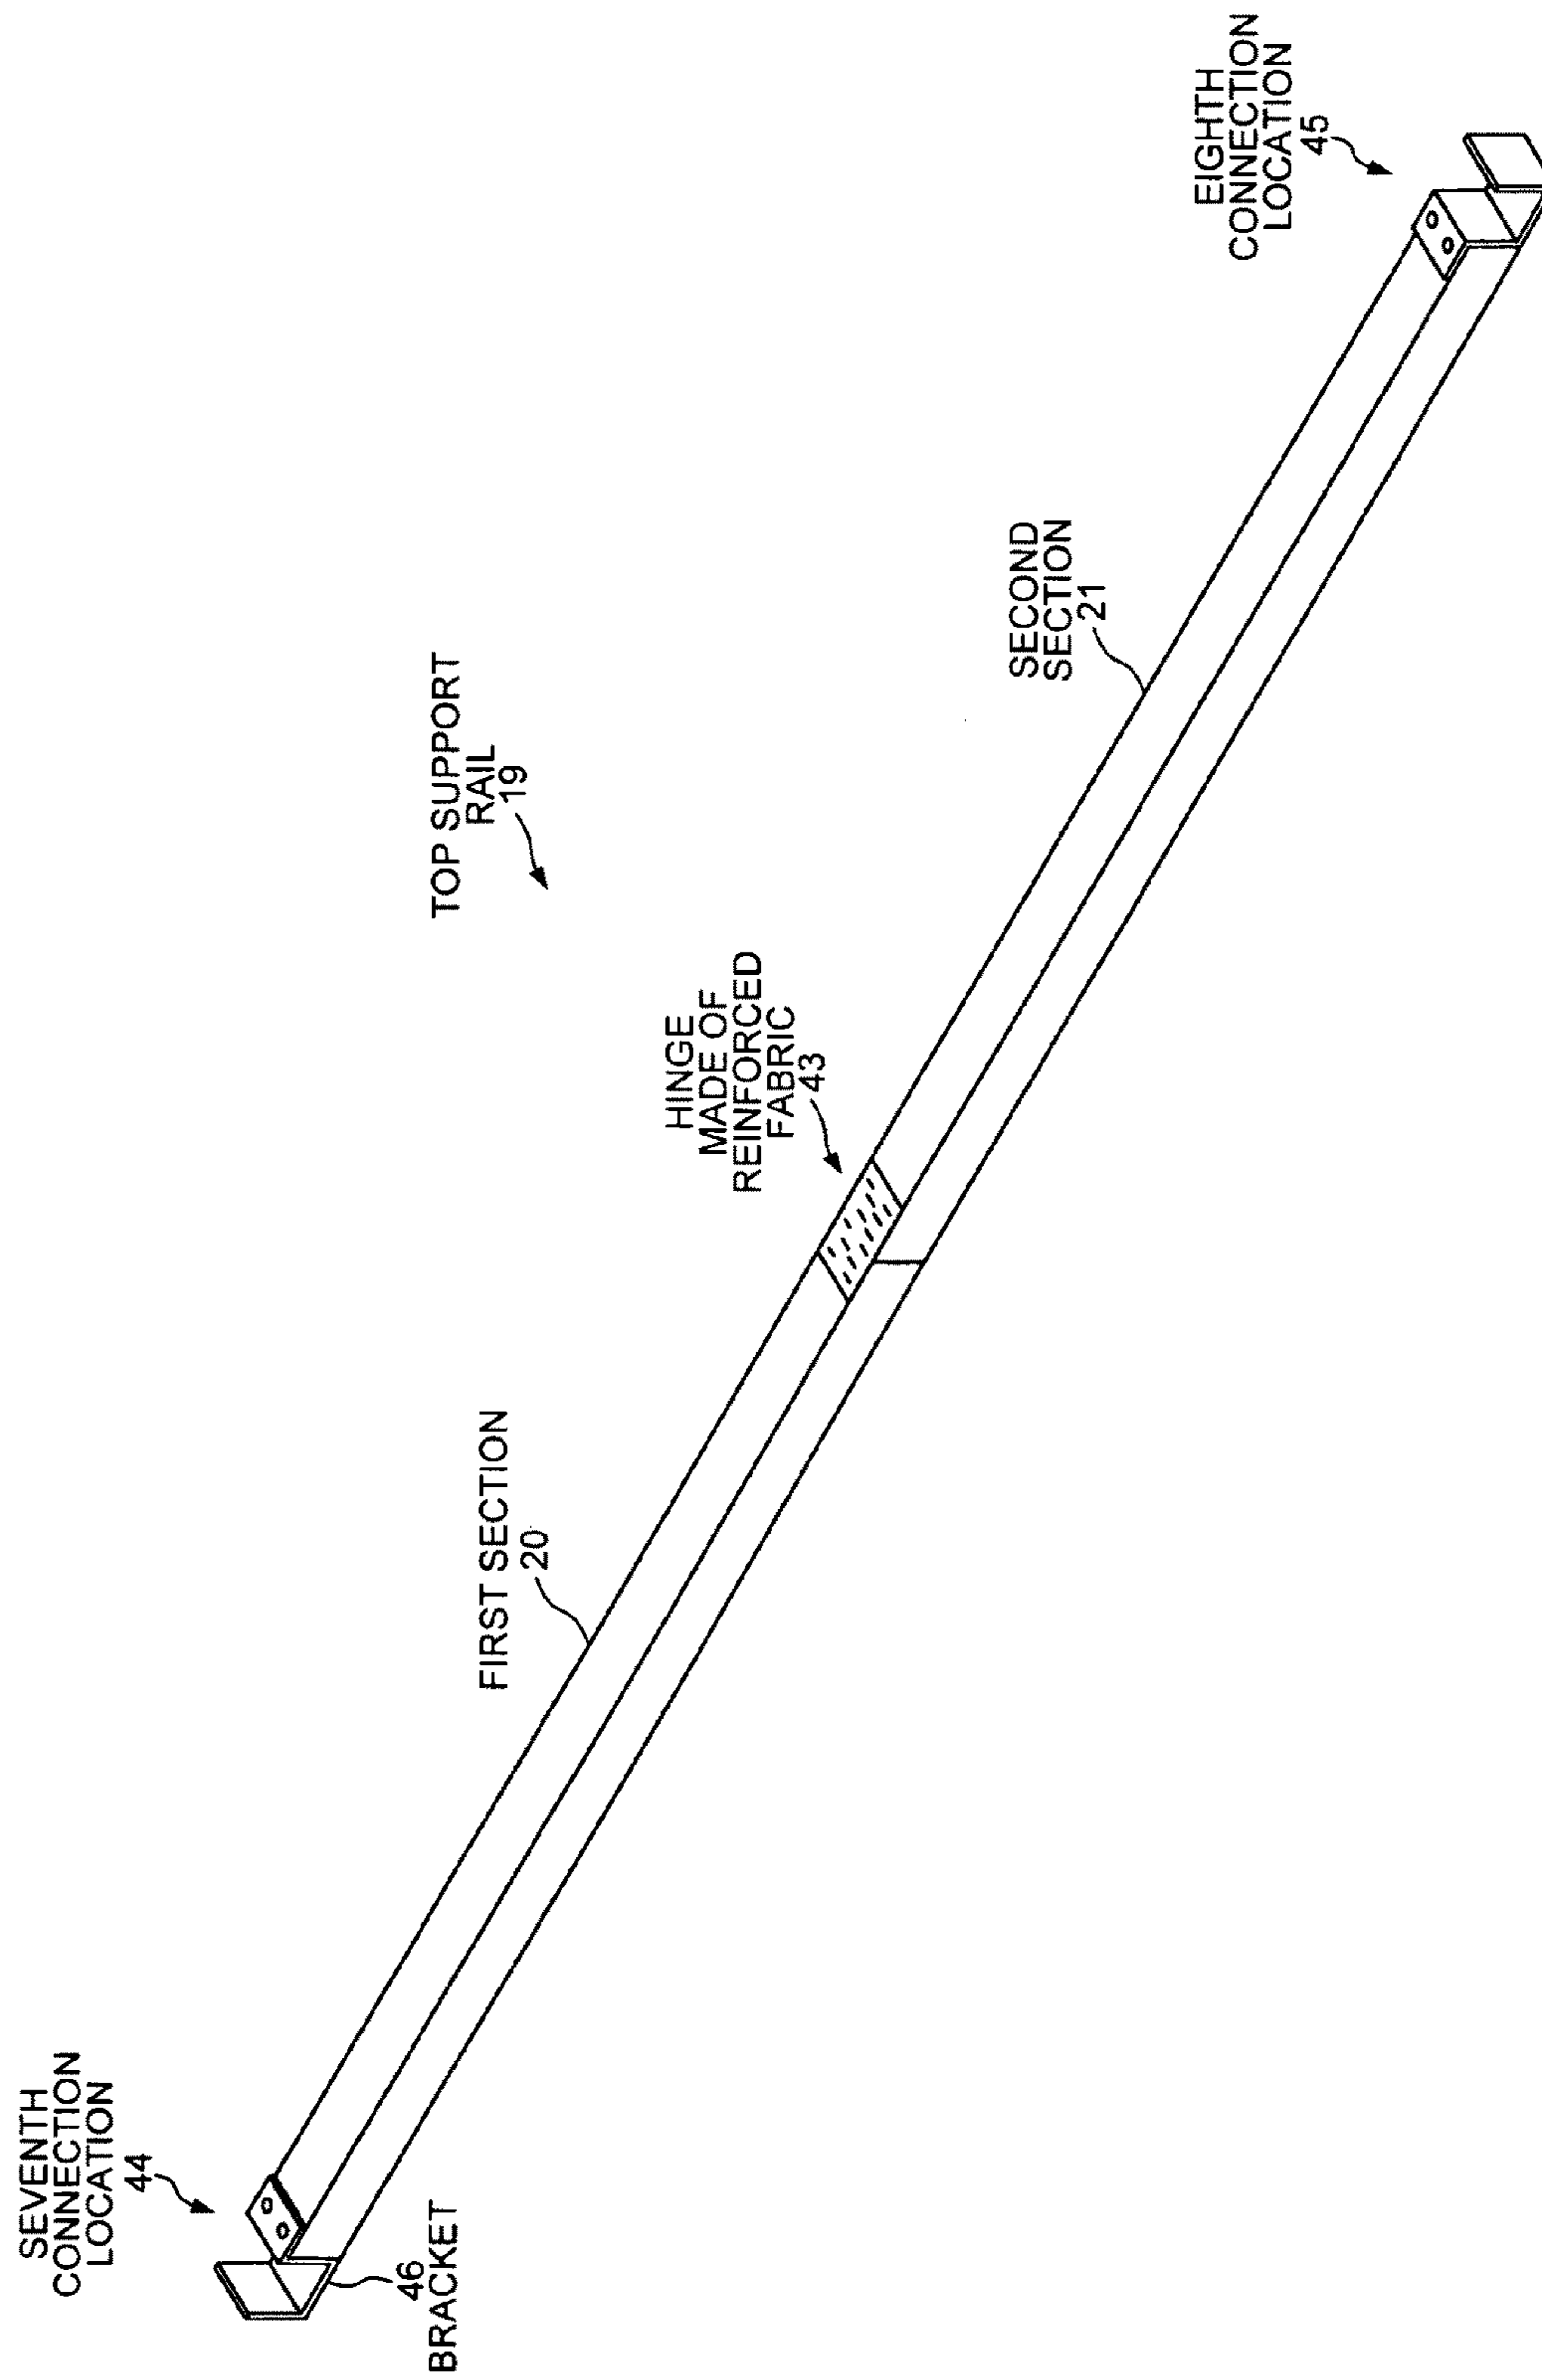 SEVENTH
CONNECTION
LOCATION
44
46
BRACKET
FIRST SECTION
20
TOP SUPPORT
RAIL
19
HINGE
MADE OF
REINFORCED
FABRIC
43
SECOND
SECTION
21
EIGHTH
CONNECTION
LOCATION
45